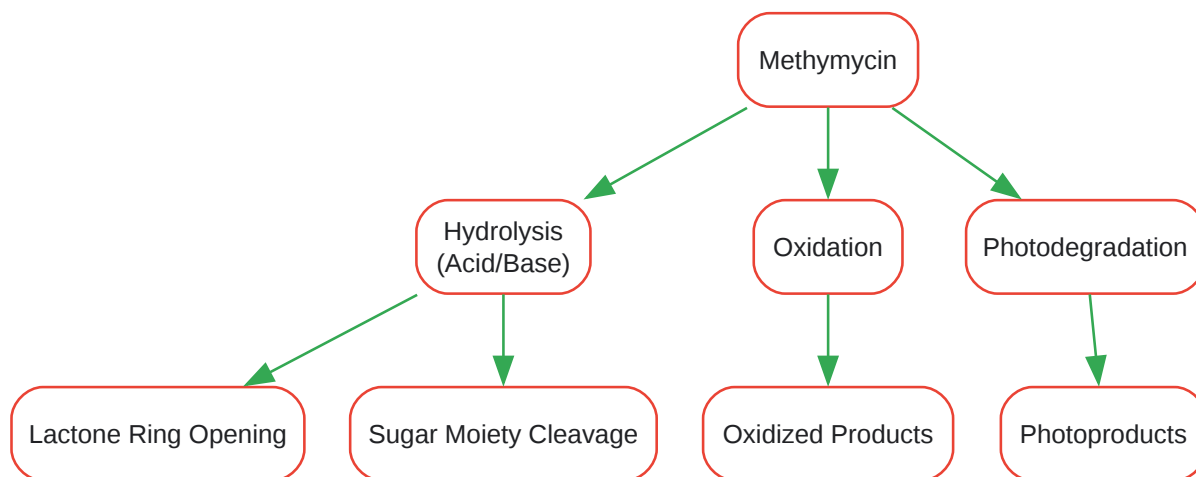 Methymycin
Hydrolysis
(Acid/Base)
Oxidation
Photodegradation
Lactone Ring Opening
Sugar Moiety Cleavage
Oxidized Products
Photoproducts